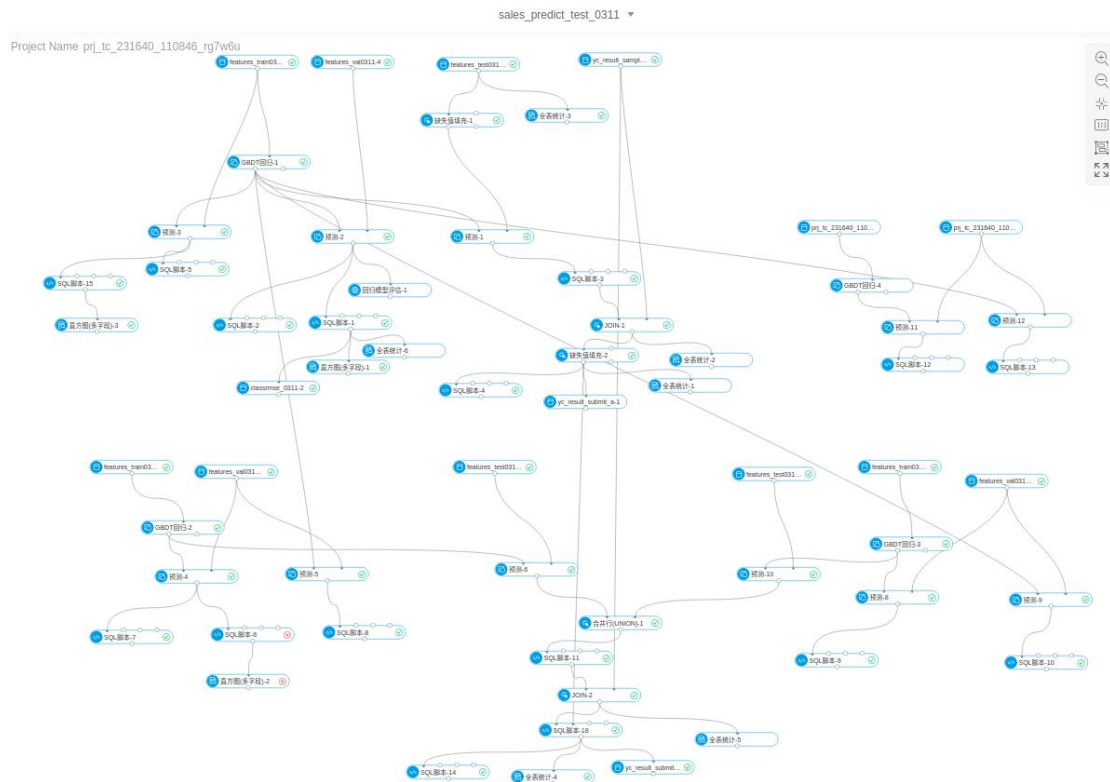 sales_predict_test_0311
Project Name prj_tc_231640_110846_rg7w6u
features_train03...
features_val0311-4
features_test031...
yc_result_sampl...
缺失值填充-1
全表统计-3
GBDT回归-1
预测-3
预测-2
预测-1
prj_tc_231640_110...
prj_tc_231640_110...
SQL脚本-15
SQL脚本-5
回归模型评估-1
SQL脚本-3
GBDT回归-4
直方图(多字段)-3
SQL脚本-2
SQL脚本-1
JOIN-1
预测-11
预测-12
全表统计-6
直方图(多字段)-1
缺失值填充-2
全表统计-2
SQL脚本-12
SQL脚本-13
classrmse_0311-2
SQL脚本-4
全表统计-1
yc_result_submit_a-1
features_train03...
features_val031...
features_test031...
features_test031...
features_train03...
features_val031...
GBDT回归-2
GBDT回归-3
预测-4
预测-5
预测-6
预测-10
预测-8
预测-9
SQL脚本-7
SQL脚本-6
SQL脚本-8
合并行(UNION)-1
SQL脚本-11
SQL脚本-9
SQL脚本-10
直方图(多字段)-2
JOIN-2
SQL脚本-18
全表统计-5
SQL脚本-14
全表统计-4
yc_result_submit...